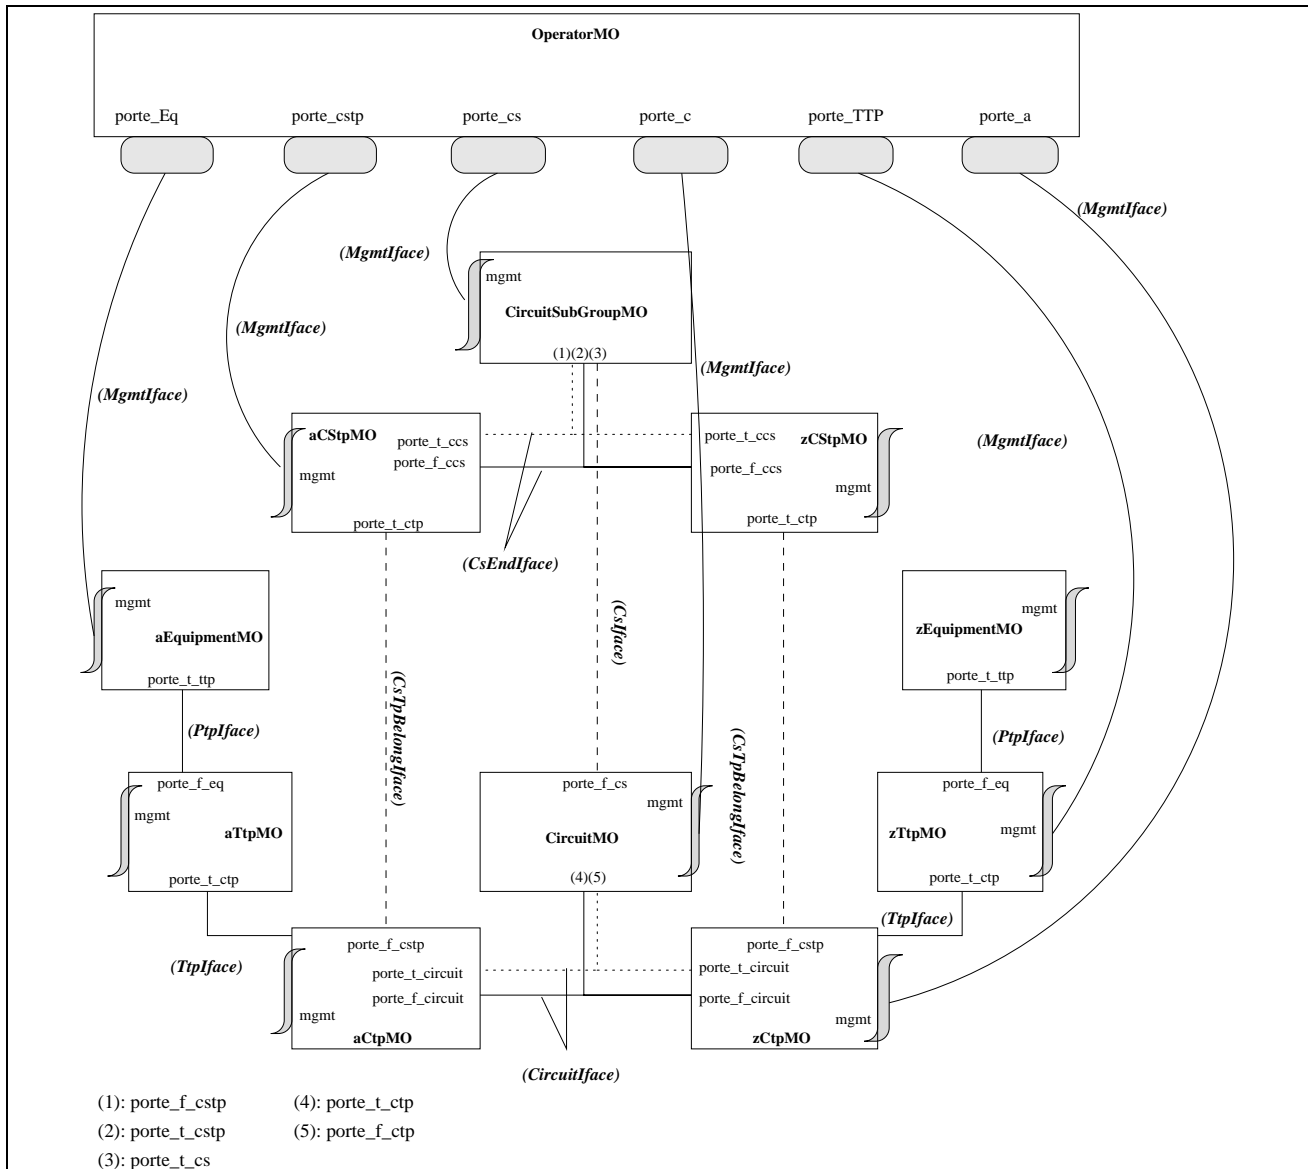 OperatorMO
porte_Eq
porte_cstp
porte_cs
porte_c
porte_TTP
porte_a
(MgmtIface)
(MgmtIface)
(MgmtIface)
(MgmtIface)
(MgmtIface)
(MgmtIface)
mgmt
CircuitSubGroupMO
(1)(2)(3)
aCStpMO
porte_t_ccs
porte_f_ccs
mgmt
porte_t_ctp
porte_t_ccs
zCStpMO
porte_f_ccs
mgmt
porte_t_ctp
(CsEndIface)
(CsIface)
mgmt
aEquipmentMO
porte_t_ttp
mgmt
zEquipmentMO
porte_t_ttp
(PtpIface)
(CsTpBelongIface)
(CsTpBelongIface)
(PtpIface)
porte_f_eq
mgmt
aTtpMO
porte_t_ctp
porte_f_cs
mgmt
CircuitMO
(4)(5)
porte_f_eq
mgmt
zTtpMO
porte_t_ctp
(TtpIface)
(TtpIface)
porte_f_cstp
porte_t_circuit
porte_f_circuit
mgmt
aCtpMO
porte_f_cstp
porte_t_circuit
porte_f_circuit
mgmt
zCtpMO
(CircuitIface)
(1): porte_f_cstp
(4): porte_t_ctp
(2): porte_t_cstp
(5): porte_f_ctp
(3): porte_t_cs